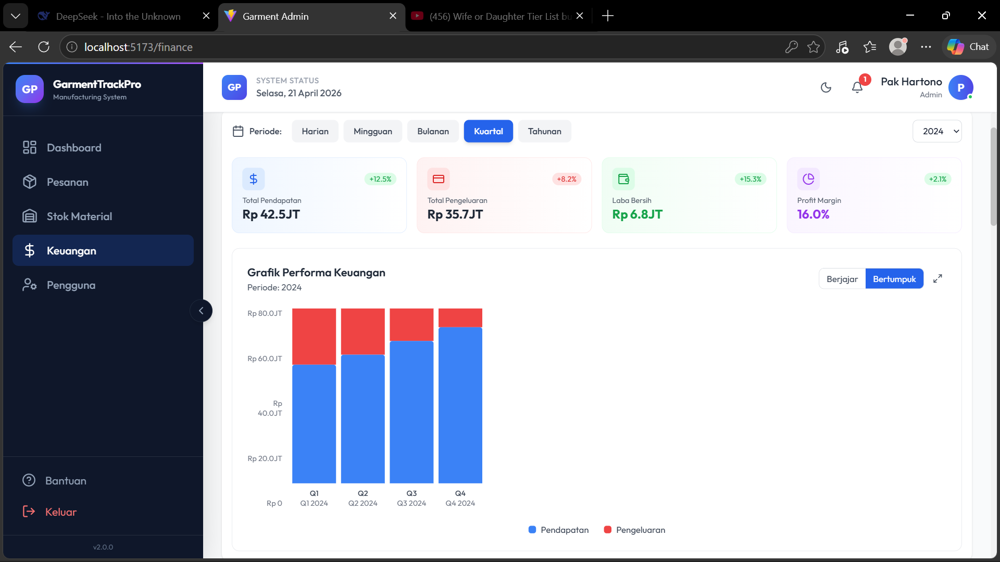 DeepSeek - Into the Unknown
Garment Admin
(456) Wife or Daughter Tier List bu
localhost:5173/finance
Chat
GP
GarmentTrackPro
Manufacturing System
GP
SYSTEM STATUS
Selasa, 21 April 2026
1
Pak Hartono
Admin
P
Dashboard
Pesanan
Stok Material
Keuangan
Pengguna
Bantuan
Keluar
v2.0.0
Periode:
Harian
Mingguan
Bulanan
Kuartal
Tahunan
2024
+12.5%
Total Pendapatan
Rp 42.5JT
+8.2%
Total Pengeluaran
Rp 35.7JT
+15.3%
Laba Bersih
Rp 6.8JT
+2.1%
Profit Margin
16.0%
Grafik Performa Keuangan
Periode: 2024
Berjajar
Bertumpuk
Rp 80.0JT
Rp 60.0JT
Rp
40.0JT
Rp 20.0JT
Rp 0
Q1
Q1 2024
Q2
Q2 2024
Q3
Q3 2024
Q4
Q4 2024
Pendapatan
Pengeluaran